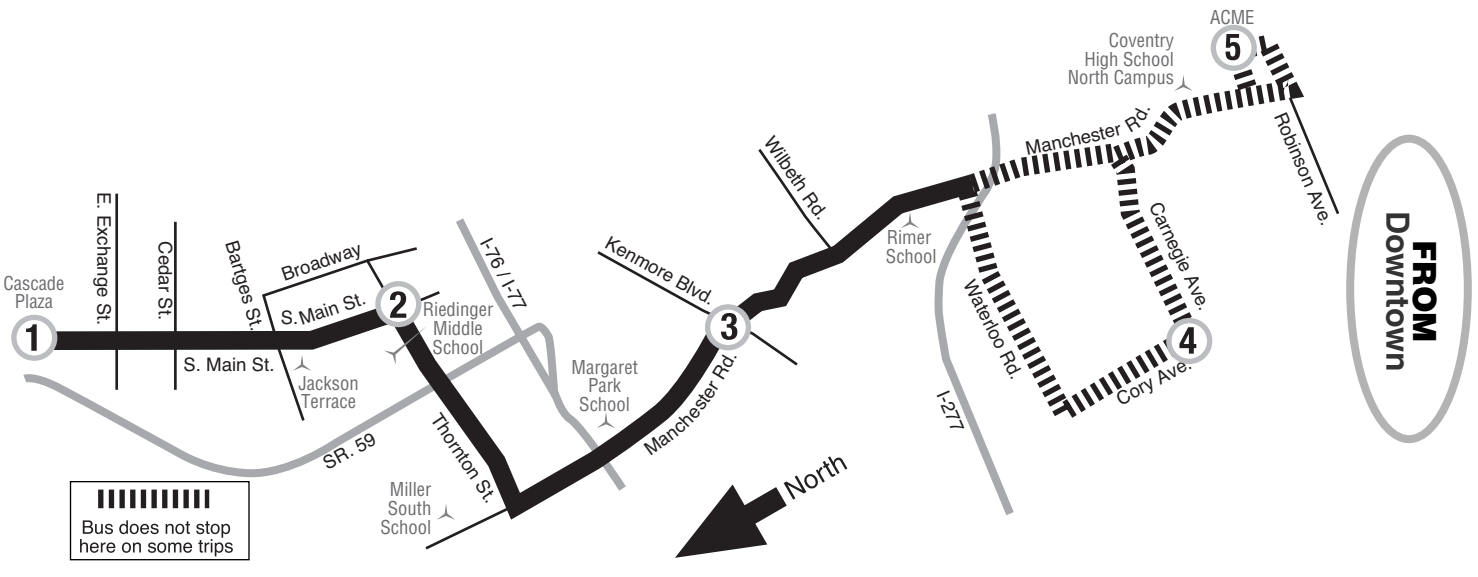 Cascade
Plaza
1
E. Exchange St.
Cedar St.
Bartges St.
Broadway
S. Main St.
S. Main St.
2
Riedinger
Middle
School
Jackson
Terrace
SR. 59
I-76 / I-77
Thornton St.
Miller
South
School
Margaret
Park
School
Manchester Rd.
Kenmore Blvd.
3
Wilbeth Rd.
Rimer
School
Manchester Rd.
Waterloo Rd.
I-277
Carnegie Ave.
4
Cory Ave.
Coventry
High School
North Campus
ACME
5
Robinson Ave.
North
FROM
Downtown
Bus does not stop
here on some trips